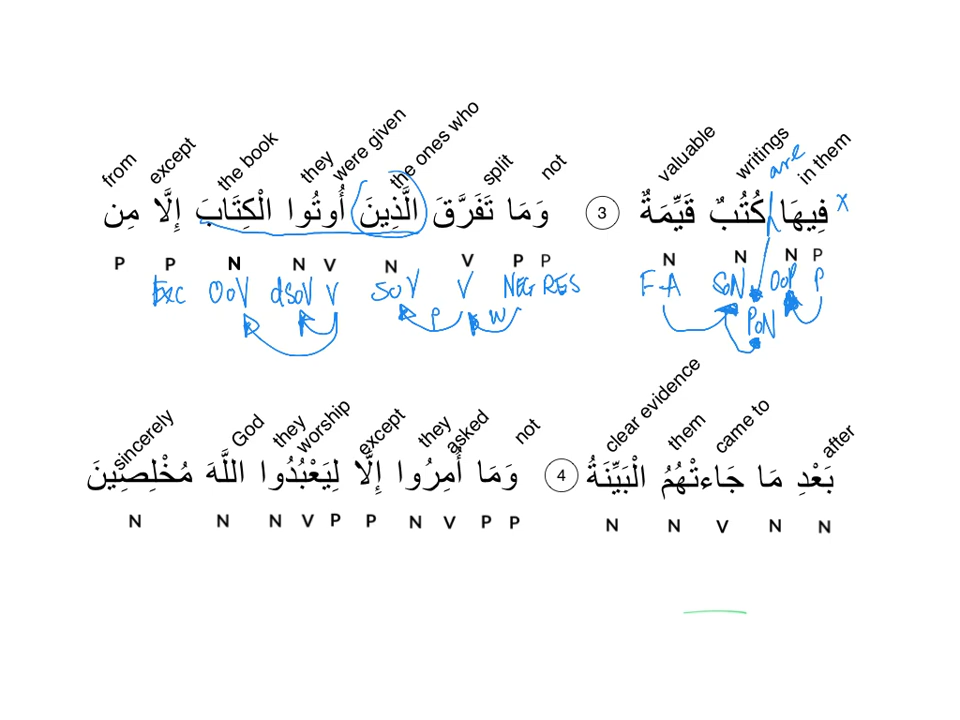 valuable writings are in them
فِيهَا كُتُبٌ قَيِّمَةٌ x
N N N P
F-A SoN OoP P
PoN
3
from except the book they were given the ones who split not
وَمَا تَفَرَّقَ الَّذِينَ أُوتُوا الْكِتَابَ إِلَّا مِن
P P N N V N V P P
Exc OoV dSoV V SoV V NEG RES
P W
clear evidence them came to after
بَعْدِ مَا جَاءَتْهُمُ الْبَيِّنَةُ
N N V N N
4
sincerely God they worship except they asked not
وَمَا أُمِرُوا إِلَّا لِيَعْبُدُوا اللَّهَ مُخْلِصِينَ
N N N V P P N V P P